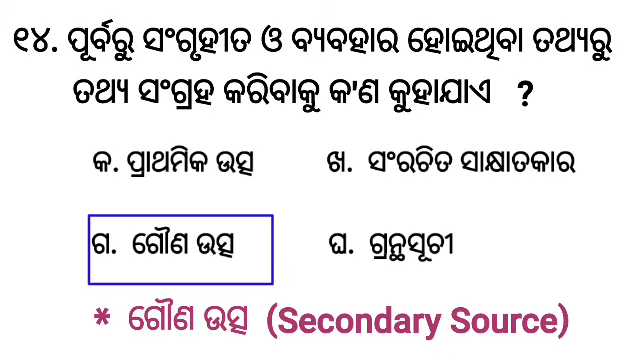 ୧୪. ପୂର୍ବରୁ ସଂଗୃହୀତ ଓ ବ୍ୟବହାର ହୋଇଥିବା ତଥ୍ୟରୁ
ତଥ୍ୟ ସଂଗ୍ରହ କରିବାକୁ କ'ଣ କୁହାଯାଏ ?
କ. ପ୍ରାଥମିକ ଉତ୍ସ ଖ. ସଂରଚିତ ସାକ୍ଷାତକାର
ଗ. ଗୌଣ ଉତ୍ସ ଘ. ଗ୍ରନ୍ଥସୂଚୀ
* ଗୌଣ ଉତ୍ସ (Secondary Source)